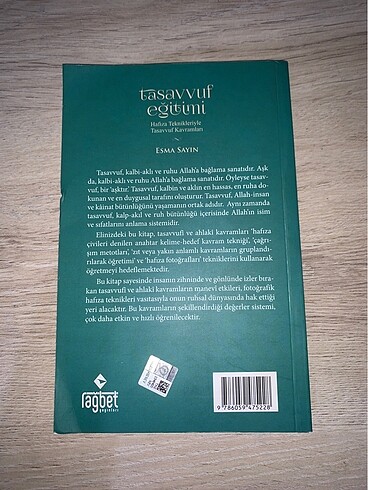 tasavvuf
eğitimi
Hafıza Teknikleriyle
Tasavvuf Kavramları
ESMA SAYIN
Tasavvuf, kalbi-aklı ve ruhu Allah'a bağlama sanatıdır. Aşk
da, kalbi-aklı ve ruhu Allah'a bağlama sanatıdır. Öyleyse tasav-
vuf, bir 'aşktır.' Tasavvuf, kalbin ve aklın en hassas, en ruha do-
kunan ve en duygusal tarafını oluşturur. Tasavvuf, Allah-insan
ve kâinat bütünlüğünü yaşamanın ortak adıdır. Aynı zamanda
tasavvuf, kalp-akıl ve ruh bütünlüğü içerisinde Allah'ın isim
ve sıfatlarını anlama sistemidir.
Elinizdeki bu kitap, tasavvufi ve ahlaki kavramları 'hafıza
çivileri denilen anahtar kelime-hedef kavram tekniği', 'çağrı-
şım metotları', 'zıt veya yakın anlamlı kavramların gruplandı-
rılarak öğretimi' ve 'hafıza fotoğrafları' tekniklerini kullanarak
öğretmeyi hedeflemektedir.
Bu kitap sayesinde insanın zihninde ve gönlünde izler bıra-
kan tasavvufi ve ahlaki kavramların manevi etkileri, fotoğrafik
hafıza teknikleri vasıtasıyla onun ruhsal dünyasında hak ettiği
yeri alacaktır. Bu kavramların şekillendirdiği değerler sistemi,
çok daha etkin ve hızlı öğrenilecektir.
rağbet
yayınları
9 786059 475228